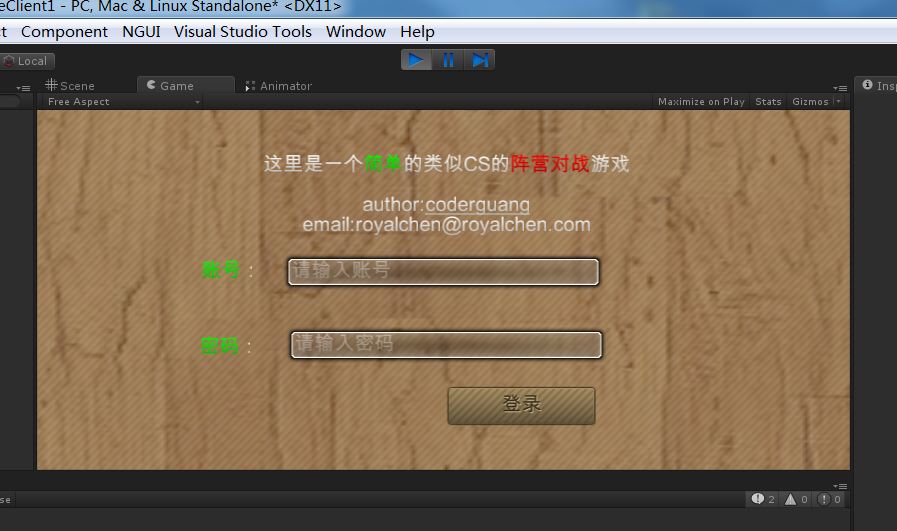 eClient1 - PC, Mac & Linux Standalone* <DX11>
Component NGUI Visual Studio Tools Window Help
Local
Scene Game Animator
Free Aspect Maximize on Play Stats Gizmos
这里是一个简单的类似CS的阵营对战游戏
author:coderguang
email:royalchen@royalchen.com
账号：
请输入账号
密码：
请输入密码
登录
2 0 0